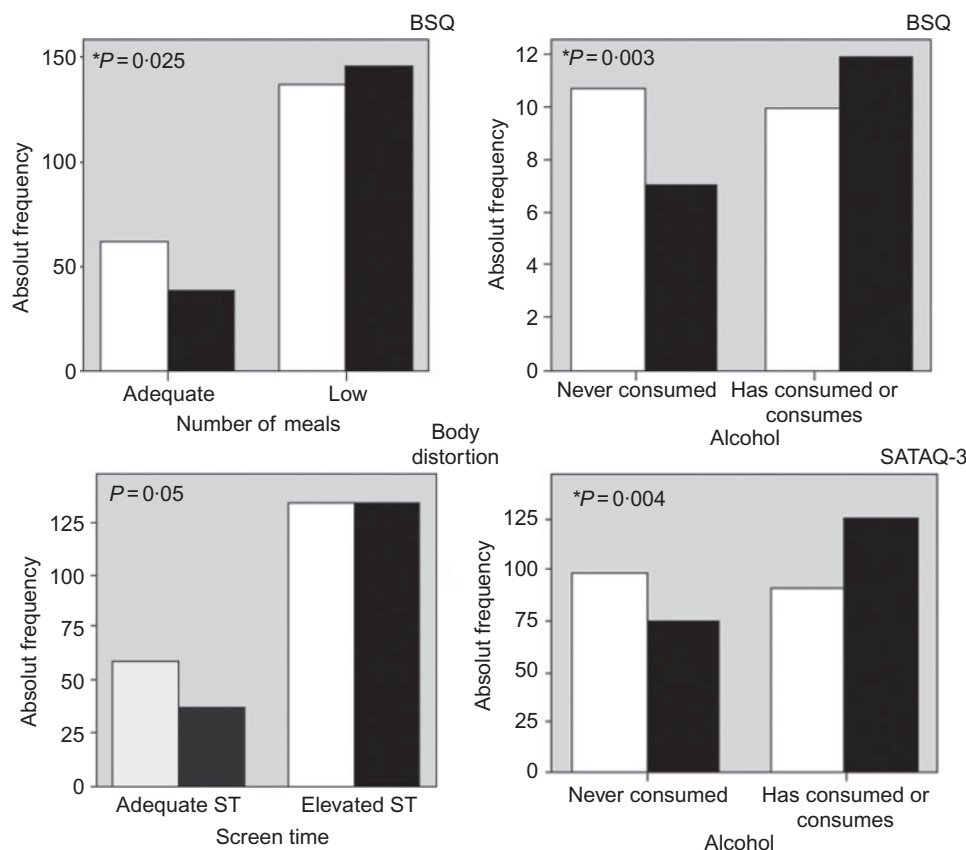 BSQ
*P = 0·025
Absolut frequency
150
100
50
0
Adequate
Low
Number of meals
BSQ
*P = 0·003
Absolut frequency
12
10
8
6
4
2
0
Never consumed
Has consumed or
consumes
Alcohol
Body
distortion
P = 0·05
Absolut frequency
125
100
75
50
25
0
Adequate ST
Elevated ST
Screen time
SATAQ-3
*P = 0·004
Absolut frequency
125
100
75
50
25
0
Never consumed
Has consumed or
consumes
Alcohol